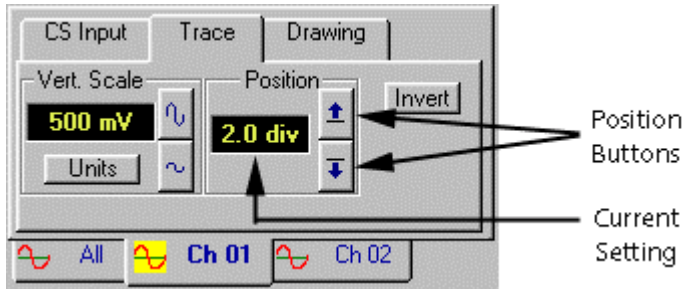 CS Input Trace Drawing
Vert. Scale Position
Invert
500 mV 2.0 div
Units
Position
Buttons
Current
Setting
All Ch 01 Ch 02